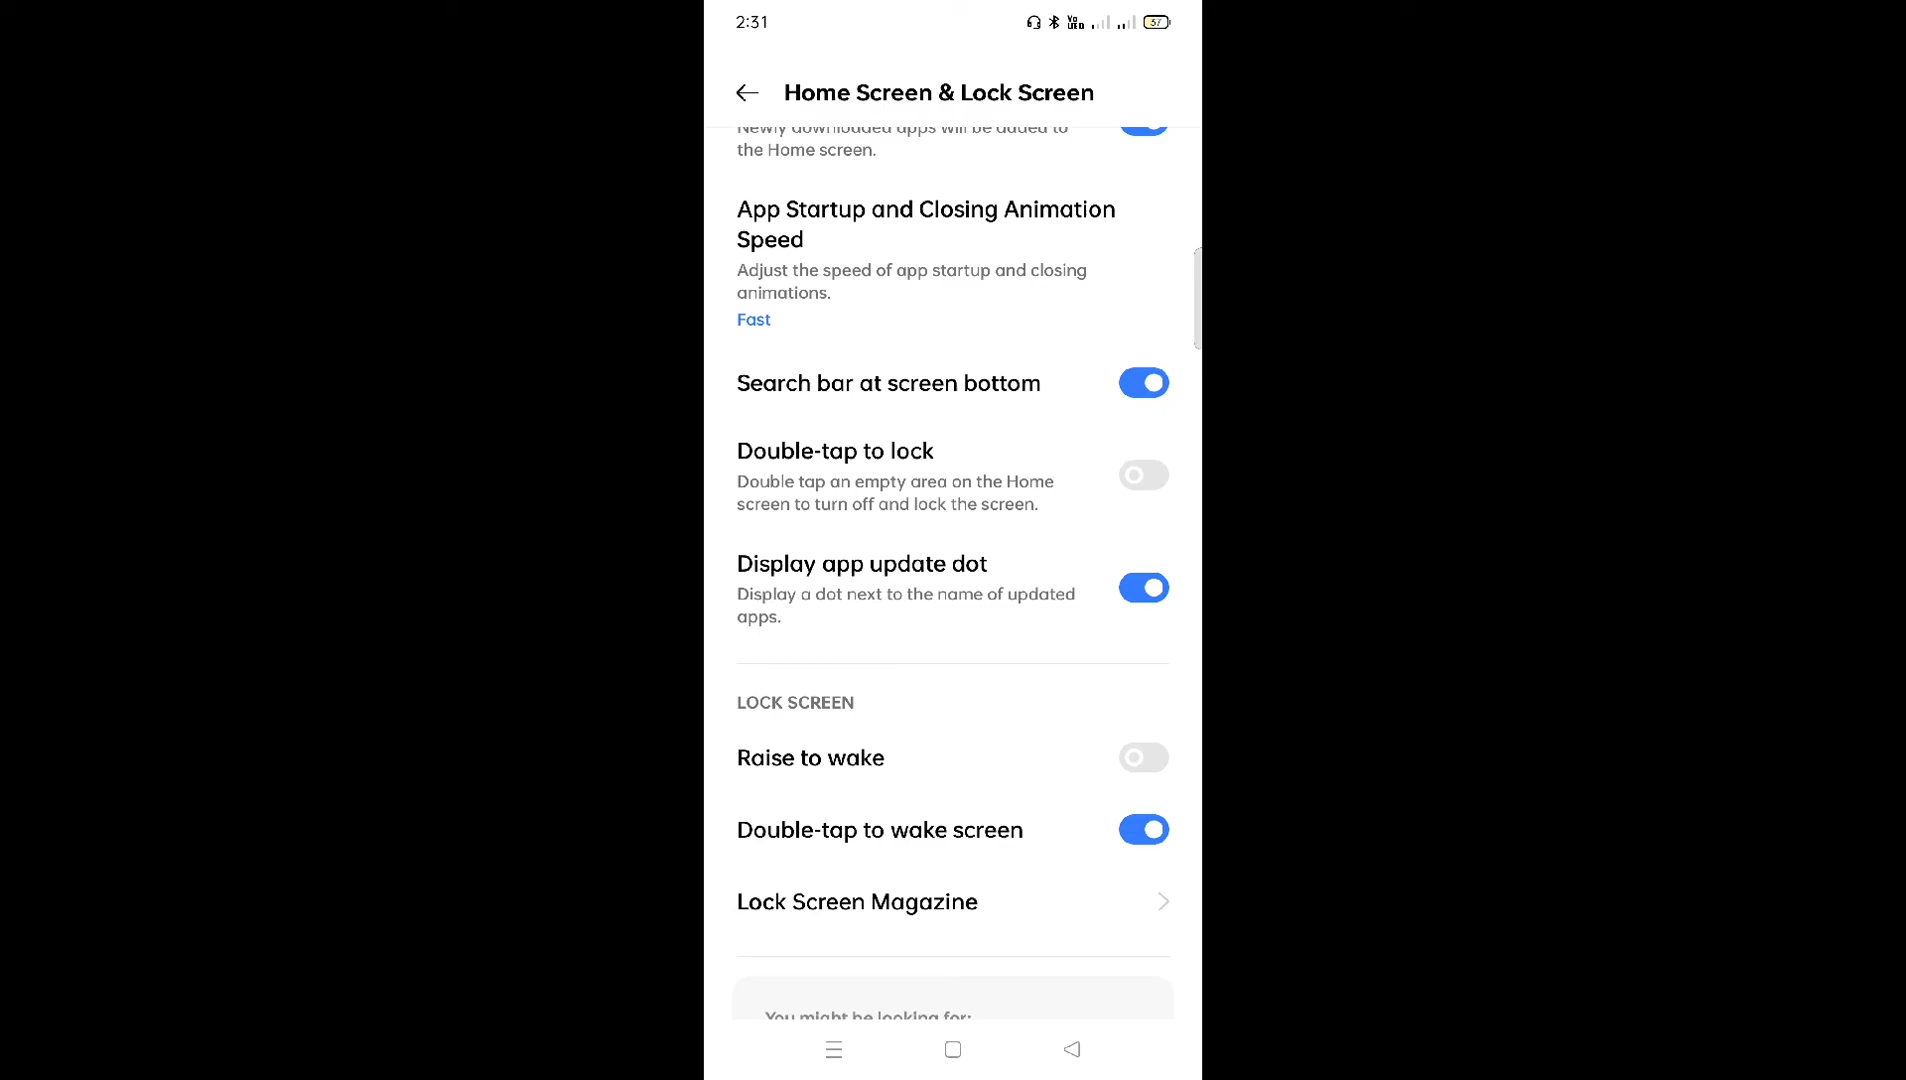 2:31
Vo
LTE
37
Home Screen & Lock Screen
Newly downloaded apps will be added to
the Home screen.
App Startup and Closing Animation
Speed
Adjust the speed of app startup and closing
animations.
Fast
Search bar at screen bottom
Double-tap to lock
Double tap an empty area on the Home
screen to turn off and lock the screen.
Display app update dot
Display a dot next to the name of updated
apps.
LOCK SCREEN
Raise to wake
Double-tap to wake screen
Lock Screen Magazine
You might be looking for: